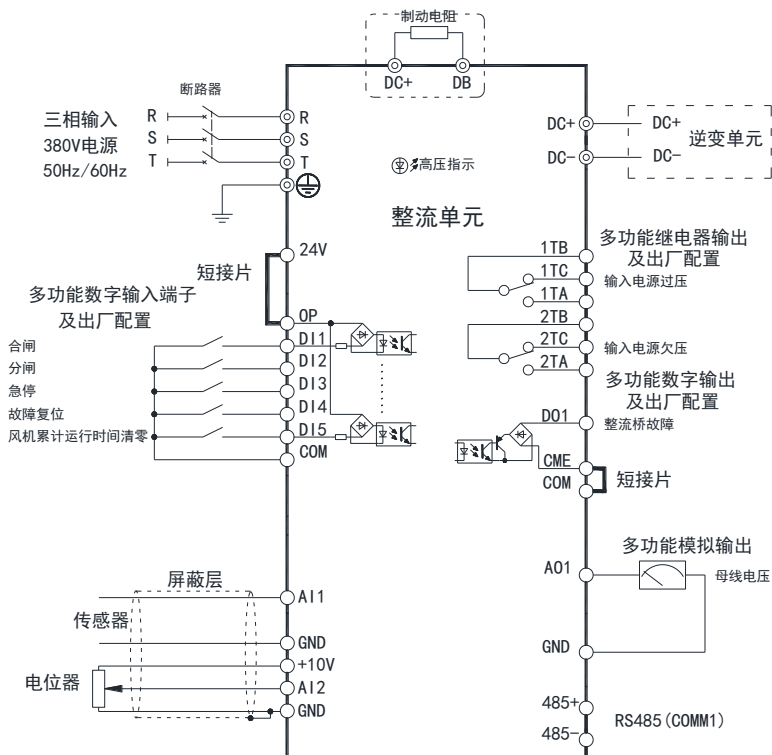 制动电阻
DC+
DB
断路器
三相输入
380V电源
50Hz/60Hz
R
S
T
R
S
T
DC+
DC-
DC+
DC-
逆变单元
高压指示
整流单元
24V
短接片
多功能数字输入端子
及出厂配置
OP
DI1
DI2
DI3
DI4
DI5
COM
合闸
分闸
急停
故障复位
风机累计运行时间清零
多功能继电器输出
及出厂配置
1TB
1TC
1TA
输入电源过压
2TB
2TC
2TA
输入电源欠压
多功能数字输出
及出厂配置
DO1
整流桥故障
CME
COM
短接片
多功能模拟输出
AO1
母线电压
GND
屏蔽层
AI1
传感器
GND
+10V
电位器
AI2
GND
485+
485-
RS485(COMM1)